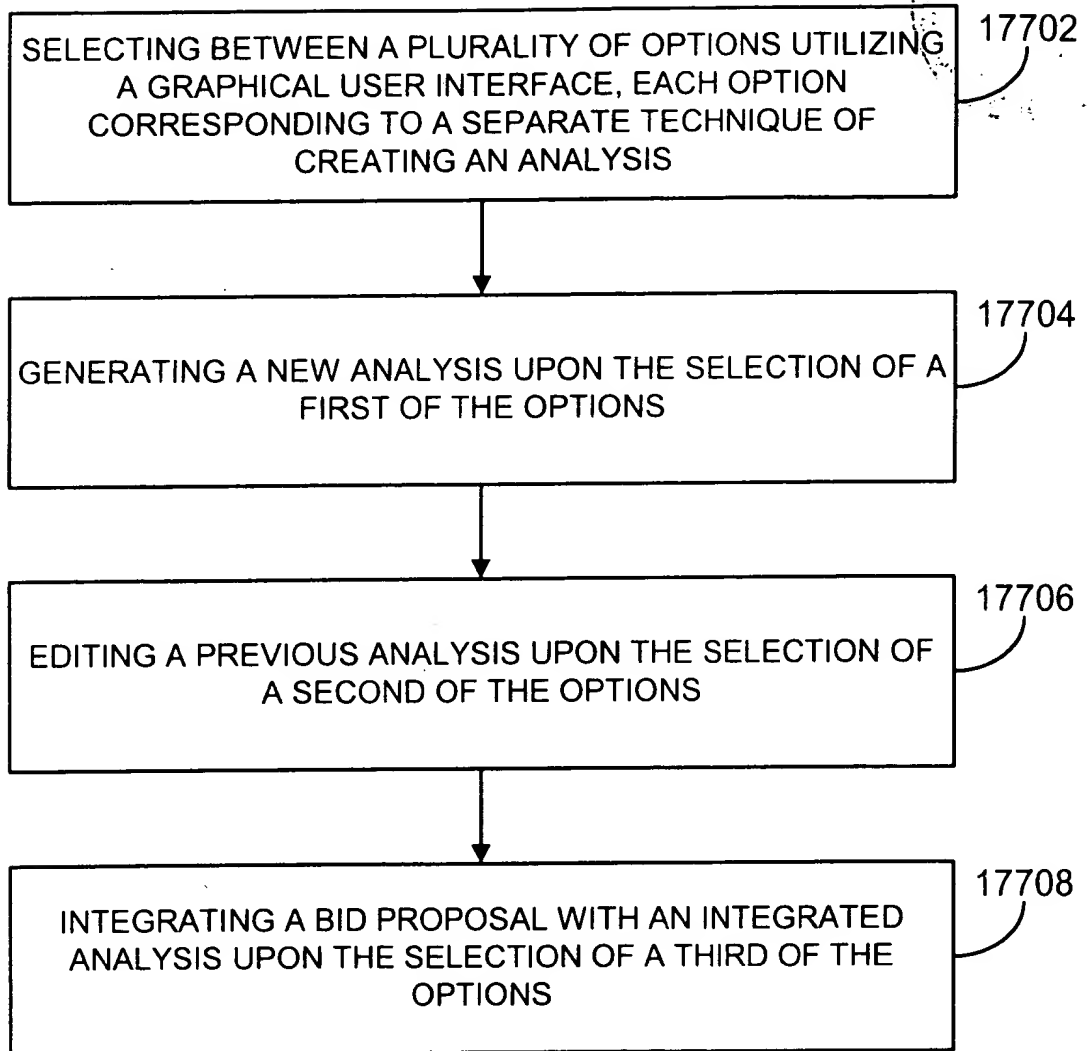 SELECTING BETWEEN A PLURALITY OF OPTIONS UTILIZING
A GRAPHICAL USER INTERFACE, EACH OPTION
CORRESPONDING TO A SEPARATE TECHNIQUE OF
CREATING AN ANALYSIS
17702
GENERATING A NEW ANALYSIS UPON THE SELECTION OF A
FIRST OF THE OPTIONS
17704
EDITING A PREVIOUS ANALYSIS UPON THE SELECTION OF
A SECOND OF THE OPTIONS
17706
INTEGRATING A BID PROPOSAL WITH AN INTEGRATED
ANALYSIS UPON THE SELECTION OF A THIRD OF THE
OPTIONS
17708